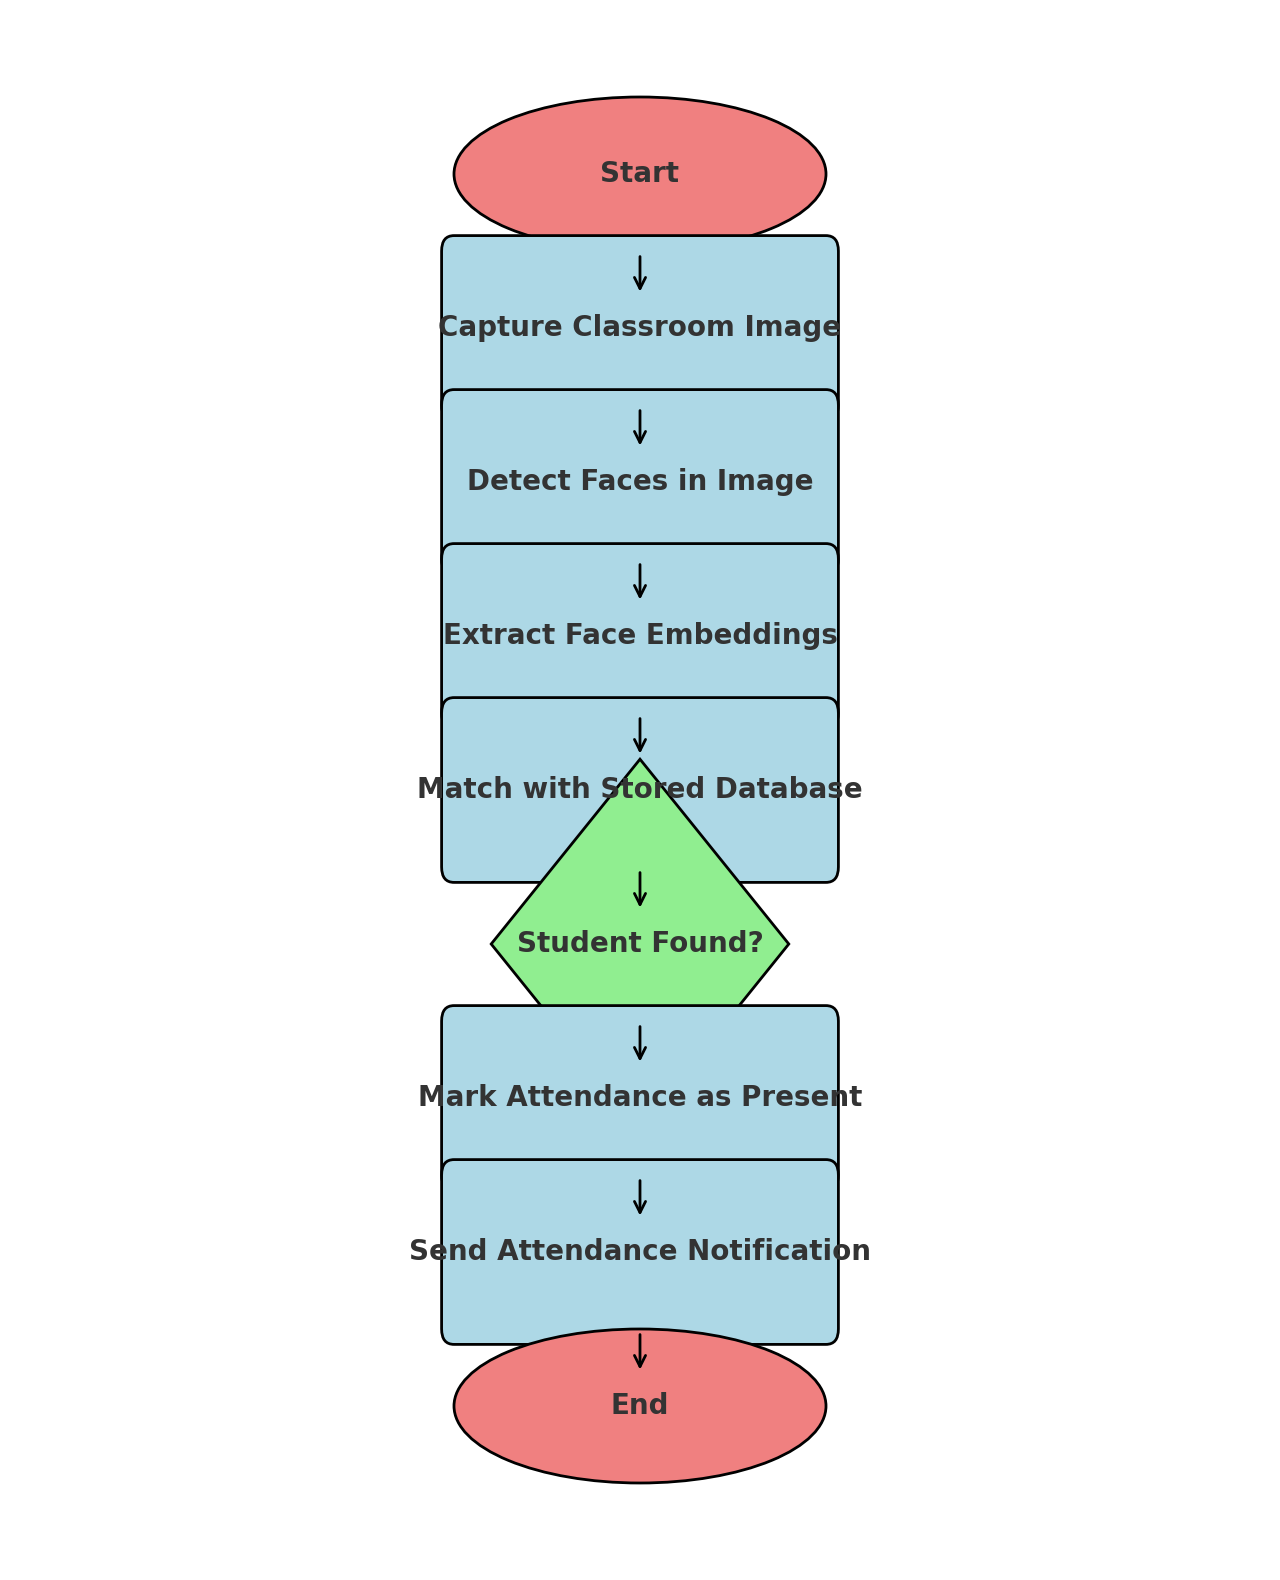 Start
Capture Classroom Image
Detect Faces in Image
Extract Face Embeddings
Match with Stored Database
Student Found?
Mark Attendance as Present
Send Attendance Notification
End